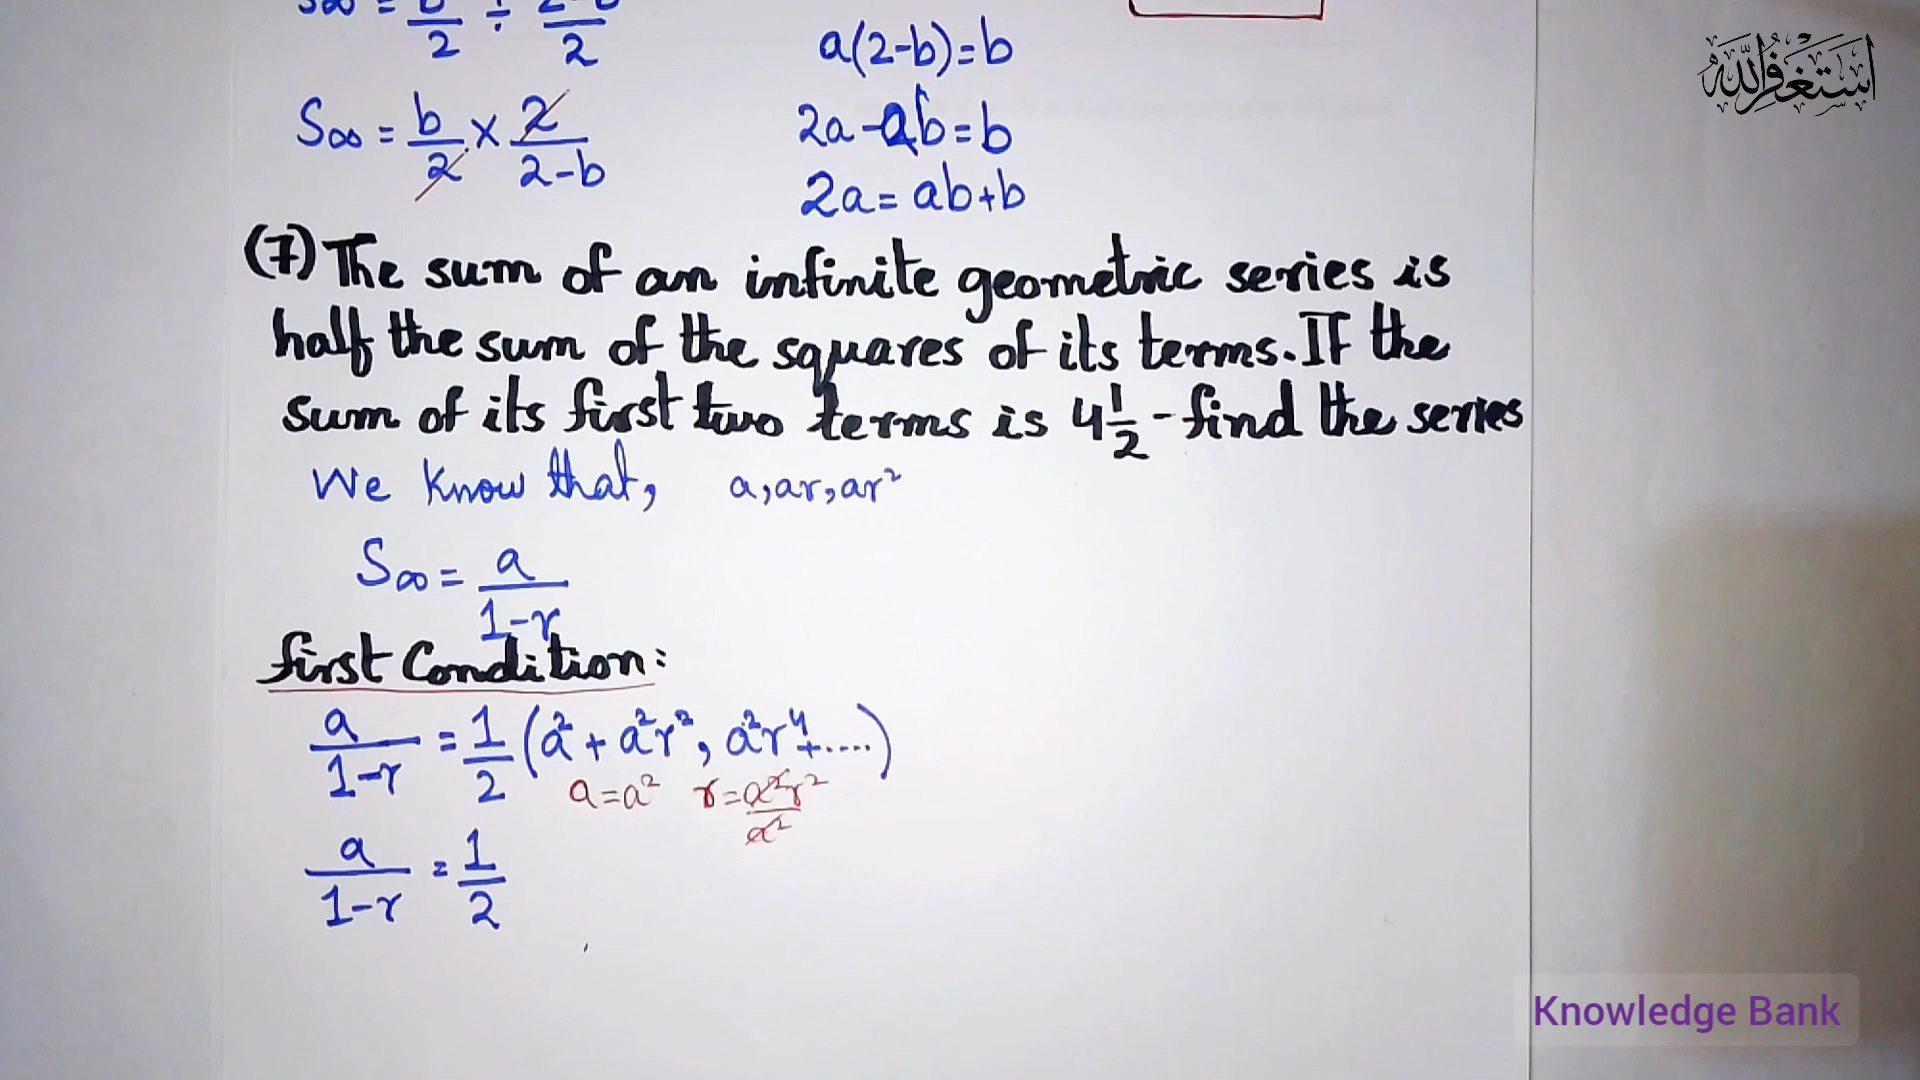 S∞ = b/2 ÷ 2-b/2
S∞ = b/2 × 2/2-b
a(2-b)=b
2a-ab=b
2a=ab+b
(7) The sum of an infinite geometric series is
half the sum of the squares of its terms. If the
sum of its first two terms is 4 1/2 - find the series
We know that, a, ar, ar²
S∞ = a/1-r
first Condition:
a/1-r = 1/2 (a² + a²r², a²r⁴+....)
a=a² r=a²r²/a²
a/1-r = 1/2
أستغفر الله
Knowledge Bank